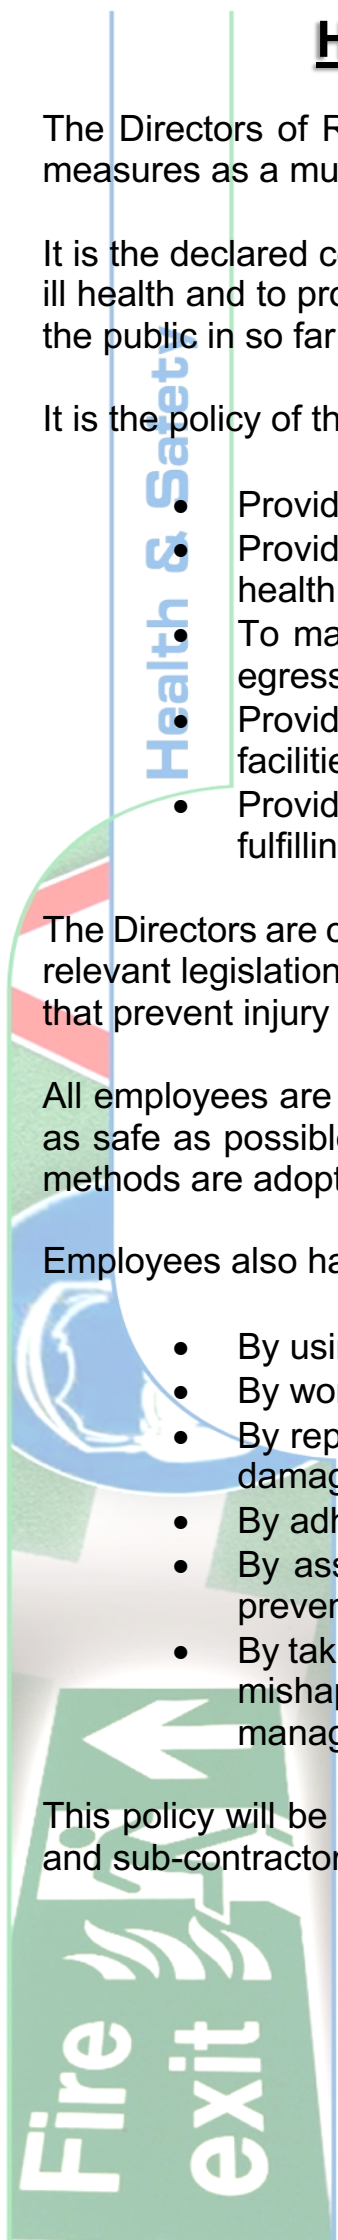 H
The Directors of R
measures as a mu
It is the declared c
ill health and to pro
the public in so far
It is the policy of th
• Provid
• Provid
health
• To ma
egress
• Provid
facilitie
• Provid
fulfillin
The Directors are c
relevant legislation
that prevent injury
All employees are
as safe as possible
methods are adopt
Employees also ha
• By usi
• By wor
• By rep
damag
• By adh
• By ass
preven
• By tak
mishap
manag
This policy will be
and sub-contractor
Health & Safety
Fire
exit